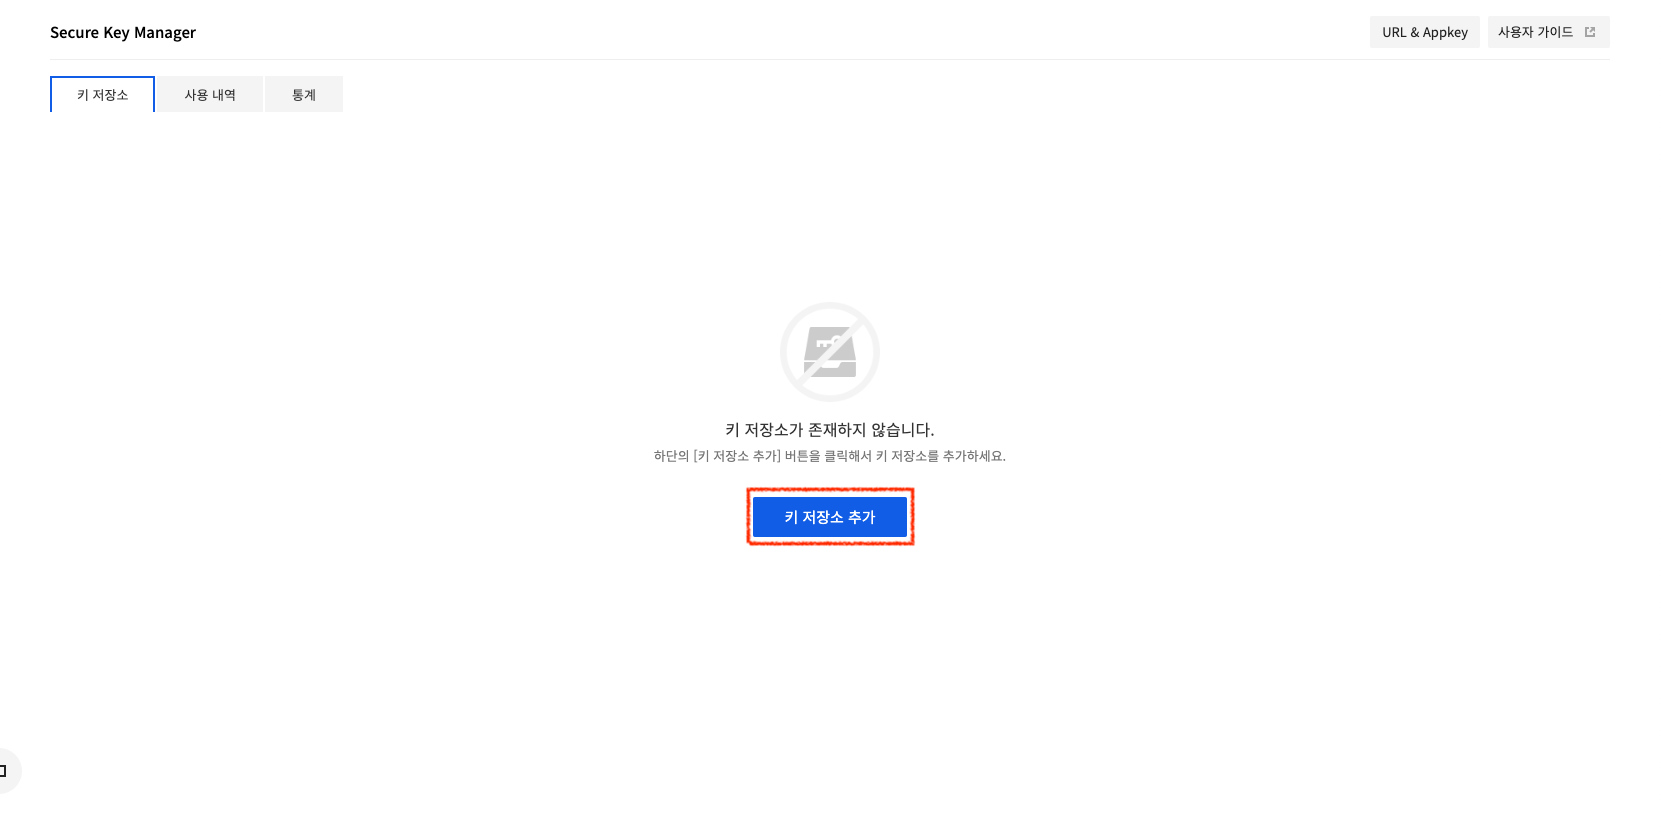 Secure Key Manager
URL & Appkey
사용자 가이드
키 저장소
사용 내역
통계
키 저장소가 존재하지 않습니다.
하단의 [키 저장소 추가] 버튼을 클릭해서 키 저장소를 추가하세요.
키 저장소 추가